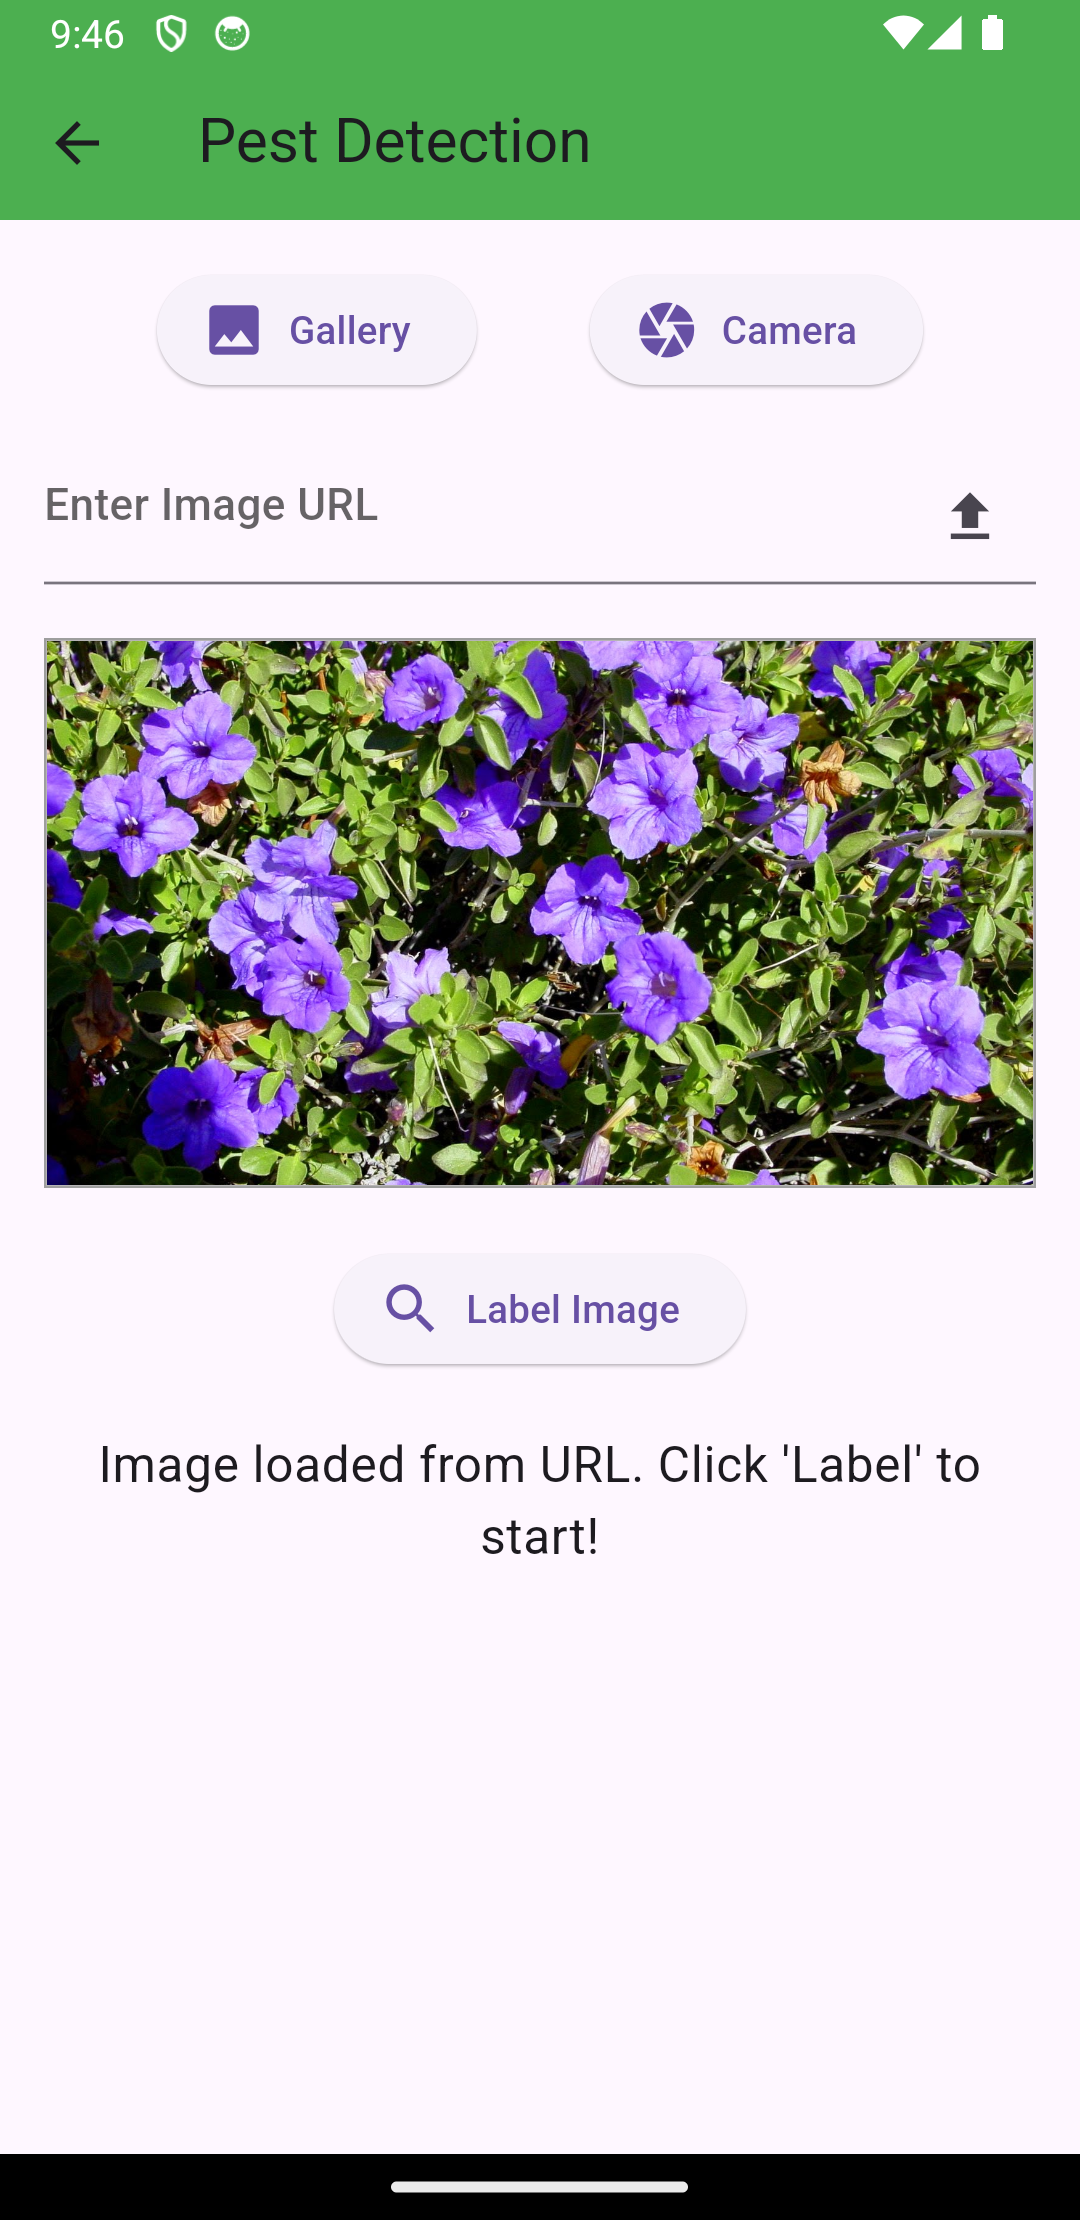 9:46
Pest Detection
Gallery
Camera
Enter Image URL
Label Image
Image loaded from URL. Click 'Label' to
start!